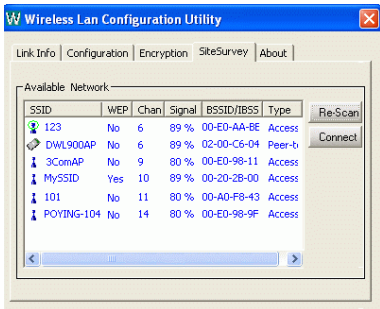 Wireless Lan Configuration Utility
Link Info Configuration Encryption SiteSurvey About
Available Network
SSID WEP Chan Signal BSSID/IBSS Type
123 No 6 89 % 00-E0-AA-BE Access
DWL900AP No 6 89 % 02-00-C6-04 Peer-t
3ComAP No 9 80 % 00-E0-98-11 Access
MySSID Yes 10 89 % 00-20-2B-00 Access
101 No 11 80 % 00-A0-F8-43 Access
POYING-104 No 14 80 % 00-E0-98-9F Access
Re-Scan
Connect